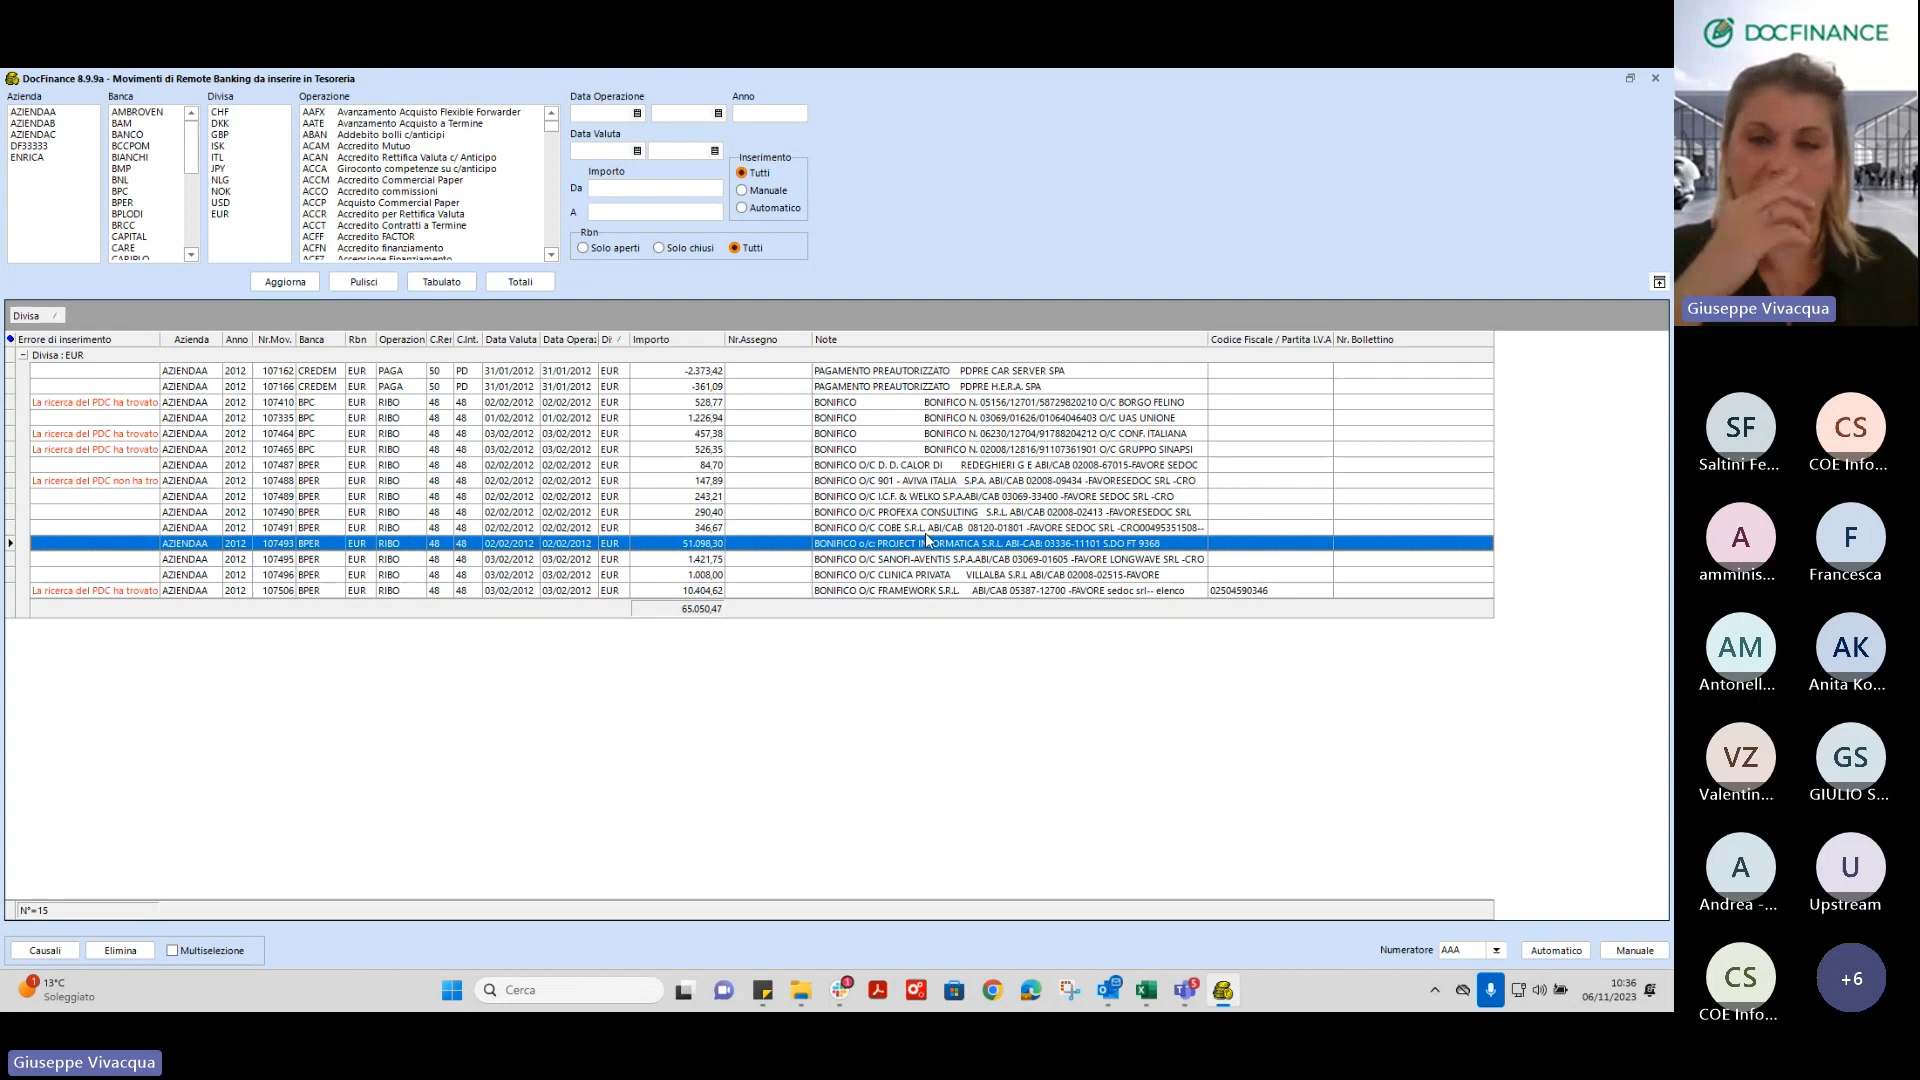 DOCFINANCE
DocFinance 8.9.9a - Movimenti di Remote Banking da inserire in Tesoreria
Azienda Banca Divisa Operazione Data Operazione Anno
AZIENDAA
AZIENDAB
AZIENDAC
DF33333
ENRICA
AMBROVEN
BAM
BANCO
BCCPOM
BIANCHI
BMP
BNL
BPC
BPER
BPLODI
BRCC
CAPITAL
CARE
CARIPLO
CHF
DKK
GBP
ISK
ITL
JPY
NLG
NOK
USD
EUR
AAFX Avanzamento Acquisto Flexible Forwarder
AATE Avanzamento Acquisto a Termine
ABAN Addebito bolli c/anticipi
ACAM Accredito Mutuo
ACAN Accredito Rettifica Valuta c/ Anticipo
ACCA Giroconto competenze su c/anticipo
ACCM Accredito Commercial Paper
ACCO Accredito commissioni
ACCP Acquisto Commercial Paper
ACCR Accredito per Rettifica Valuta
ACCT Accredito Contratti a Termine
ACFF Accredito FACTOR
ACFN Accredito finanziamento
ACFZ Accensione Finanziamento
Data Valuta
Importo
Da
A
Inserimento
Tutti
Manuale
Automatico
Rbn
Solo aperti Solo chiusi Tutti
Aggiorna Pulisci Tabulato Totali
Divisa
Errore di inserimento Azienda Anno Nr.Mov. Banca Rbn Operazion C.Rer C.Int. Data Valuta Data Opera: Di Importo Nr.Assegno Note Codice Fiscale / Partita I.V.A Nr. Bollettino
Divisa : EUR
AZIENDAA 2012 107162 CREDEM EUR PAGA 50 PD 31/01/2012 31/01/2012 EUR -2.373,42 PAGAMENTO PREAUTORIZZATO PDPRE CAR SERVER SPA
AZIENDAA 2012 107166 CREDEM EUR PAGA 50 PD 31/01/2012 31/01/2012 EUR -361,09 PAGAMENTO PREAUTORIZZATO PDPRE H.E.R.A. SPA
La ricerca del PDC ha trovato AZIENDAA 2012 107410 BPC EUR RIBO 48 48 02/02/2012 02/02/2012 EUR 528,77 BONIFICO BONIFICO N. 05156/12701/58729820210 O/C BORGO FELINO
AZIENDAA 2012 107335 BPC EUR RIBO 48 48 01/02/2012 01/02/2012 EUR 1.226,94 BONIFICO BONIFICO N. 03069/01626/01064046403 O/C UAS UNIONE
La ricerca del PDC ha trovato AZIENDAA 2012 107464 BPC EUR RIBO 48 48 03/02/2012 03/02/2012 EUR 457,38 BONIFICO BONIFICO N. 06230/12704/91788204212 O/C CONF. ITALIANA
La ricerca del PDC ha trovato AZIENDAA 2012 107465 BPC EUR RIBO 48 48 03/02/2012 03/02/2012 EUR 526,35 BONIFICO BONIFICO N. 02008/12816/91107361901 O/C GRUPPO SINAPSI
AZIENDAA 2012 107487 BPER EUR RIBO 48 48 02/02/2012 02/02/2012 EUR 84,70 BONIFICO O/C D. D. CALOR DI REDEGHIERI G E ABI/CAB 02008-67015-FAVORE SEDOC
La ricerca del PDC non ha tro AZIENDAA 2012 107488 BPER EUR RIBO 48 48 02/02/2012 02/02/2012 EUR 147,89 BONIFICO O/C 901 - AVIVA ITALIA S.P.A. ABI/CAB 02008-09434 -FAVORESEDOC SRL -CRO
AZIENDAA 2012 107489 BPER EUR RIBO 48 48 02/02/2012 02/02/2012 EUR 243,21 BONIFICO O/C I.C.F. & WELKO S.P.A.ABI/CAB 03069-33400 -FAVORE SEDOC SRL -CRO
AZIENDAA 2012 107490 BPER EUR RIBO 48 48 02/02/2012 02/02/2012 EUR 290,40 BONIFICO O/C PROFEXA CONSULTING S.R.L. ABI/CAB 02008-02413 -FAVORESEDOC SRL
AZIENDAA 2012 107491 BPER EUR RIBO 48 48 02/02/2012 02/02/2012 EUR 346,67 BONIFICO O/C COBE S.R.L. ABI/CAB 08120-01801 -FAVORE SEDOC SRL -CRO00495351508--
AZIENDAA 2012 107493 BPER EUR RIBO 48 48 02/02/2012 02/02/2012 EUR 51.098,30 BONIFICO o/c: PROJECT INFORMATICA S.R.L. ABI-CAB: 03336-11101 S.DO FT 9368
AZIENDAA 2012 107495 BPER EUR RIBO 48 48 03/02/2012 03/02/2012 EUR 1.421,75 BONIFICO O/C SANOFI-AVENTIS S.P.A.ABI/CAB 03069-01605 -FAVORE LONGWAVE SRL -CRO
AZIENDAA 2012 107496 BPER EUR RIBO 48 48 03/02/2012 03/02/2012 EUR 1.008,00 BONIFICO O/C CLINICA PRIVATA VILLALBA S.R.L ABI/CAB 02008-02515-FAVORE
La ricerca del PDC ha trovato AZIENDAA 2012 107506 BPER EUR RIBO 48 48 03/02/2012 03/02/2012 EUR 10.404,62 BONIFICO O/C FRAMEWORK S.R.L. ABI/CAB 05387-12700 -FAVORE sedoc srl-- elenco 02504590346
65.050,47
N°=15
Causali Elimina Multiselezione Numeratore AAA Automatico Manuale
13°C
Soleggiato
Cerca
10:36
06/11/2023
Giuseppe Vivacqua
Giuseppe Vivacqua
SF CS
Saltini Fe... COE Info...
A F
amminis... Francesca
AM AK
Antonell... Anita Ko...
VZ GS
Valentin... GIULIO S...
A U
Andrea -... Upstream
CS +6
COE Info...